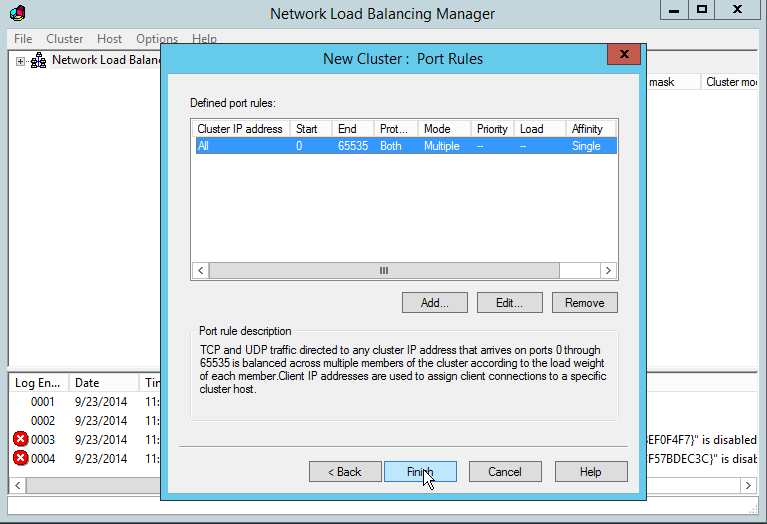 Network Load Balancing Manager
File Cluster Host Options Help
Network Load Balan
mask Cluster mo
New Cluster : Port Rules
Defined port rules:
Cluster IP address Start End Prot... Mode Priority Load Affinity
All 0 65535 Both Multiple -- -- Single
Add... Edit... Remove
Port rule description
TCP and UDP traffic directed to any cluster IP address that arrives on ports 0 through
65535 is balanced across multiple members of the cluster according to the load weight
of each member.Client IP addresses are used to assign client connections to a specific
cluster host.
< Back Finish Cancel Help
Log En... Date Tim
0001 9/23/2014 11:
0002 9/23/2014 11:
0003 9/23/2014 11: EF0F4F7}" is disabled
0004 9/23/2014 11: F57BDEC3C}" is disab